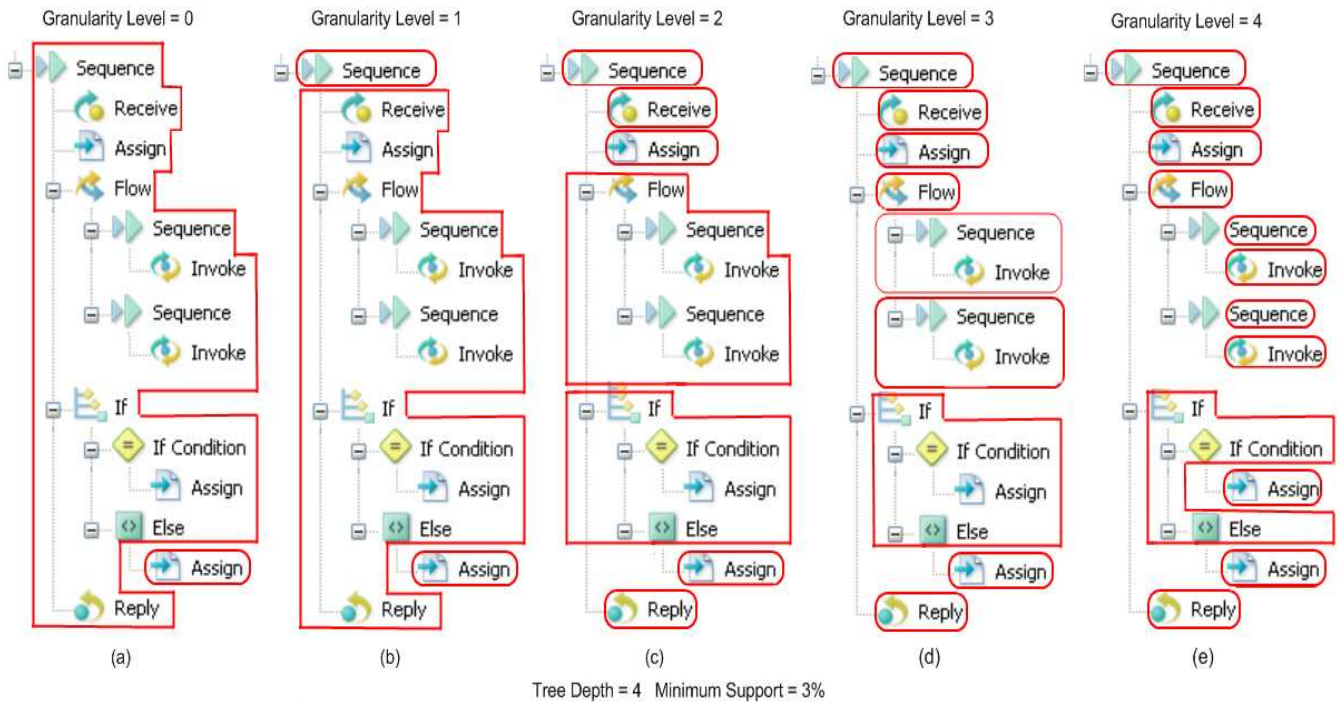 Granularity Level = 0
Sequence
Receive
Assign
Flow
Sequence
Invoke
Sequence
Invoke
If
= If Condition
Assign
<> Else
Assign
Reply
(a)
Granularity Level = 1
Sequence
Receive
Assign
Flow
Sequence
Invoke
Sequence
Invoke
If
= If Condition
Assign
<> Else
Assign
Reply
(b)
Granularity Level = 2
Sequence
Receive
Assign
Flow
Sequence
Invoke
Sequence
Invoke
If
= If Condition
Assign
<> Else
Assign
Reply
(c)
Granularity Level = 3
Sequence
Receive
Assign
Flow
Sequence
Invoke
Sequence
Invoke
If
= If Condition
Assign
<> Else
Assign
Reply
(d)
Granularity Level = 4
Sequence
Receive
Assign
Flow
Sequence
Invoke
Sequence
Invoke
If
= If Condition
Assign
<> Else
Assign
Reply
(e)
Tree Depth = 4 Minimum Support = 3%